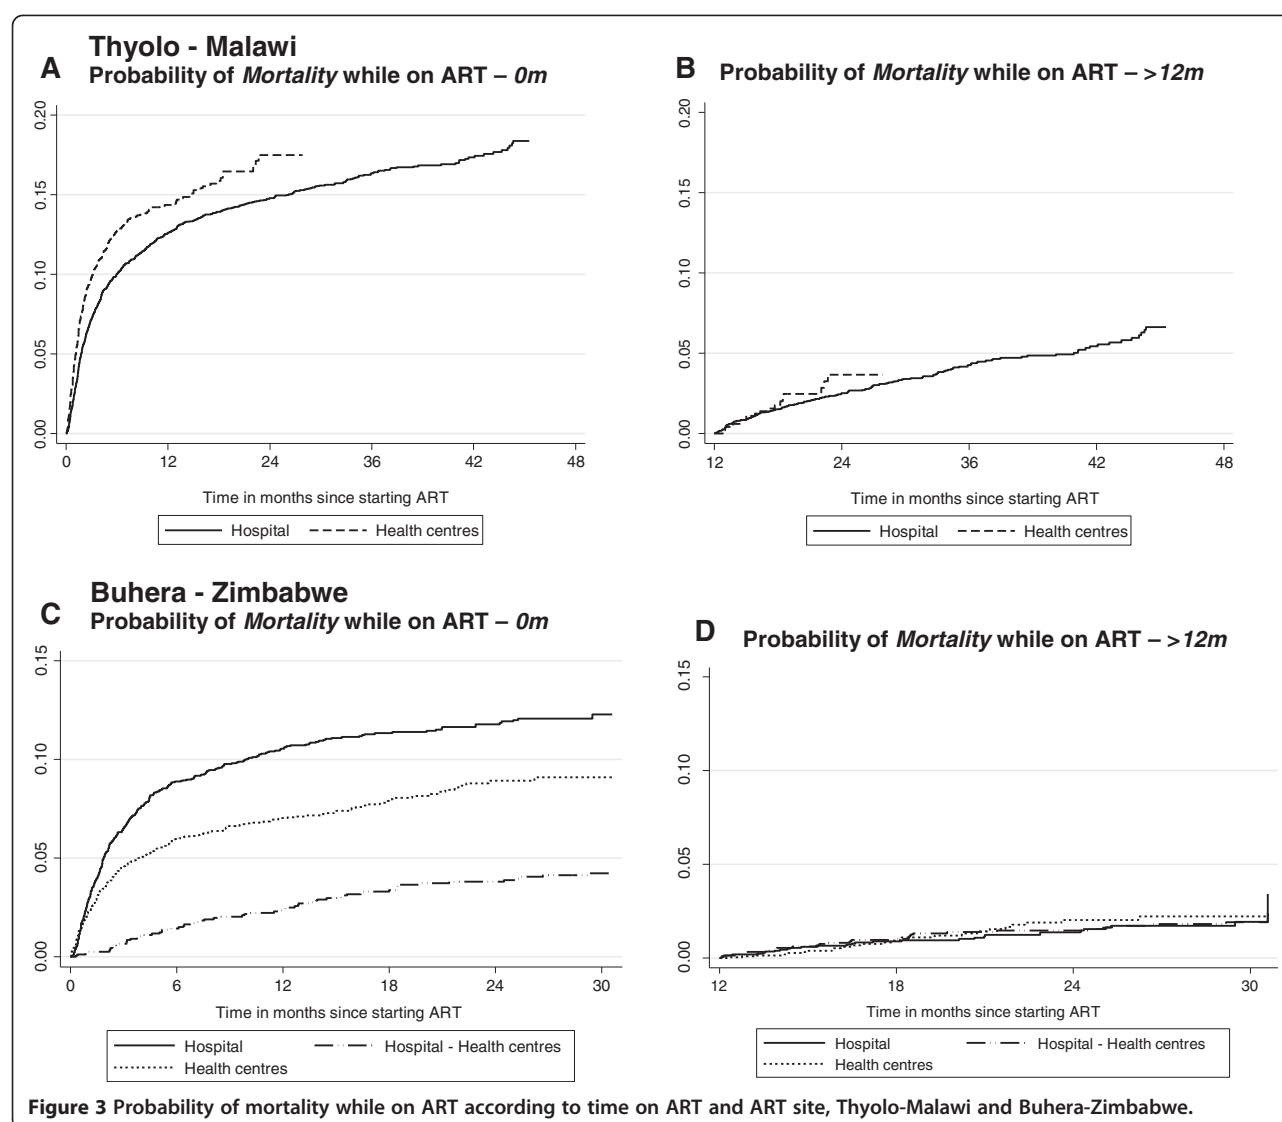 Thyolo - Malawi
A Probability of Mortality while on ART – 0m
0.20
0.15
0.10
0.05
0.00
0 12 24 36 42 48
Time in months since starting ART
Hospital Health centres
B Probability of Mortality while on ART – >12m
0.20
0.15
0.10
0.05
0.00
12 24 36 42 48
Time in months since starting ART
Hospital Health centres
Buhera - Zimbabwe
C Probability of Mortality while on ART – 0m
0.15
0.10
0.05
0.00
0 6 12 18 24 30
Time in months since starting ART
Hospital Hospital - Health centres
Health centres
D Probability of Mortality while on ART – >12m
0.15
0.10
0.05
0.00
12 18 24 30
Time in months since starting ART
Hospital Hospital - Health centres
Health centres
Figure 3 Probability of mortality while on ART according to time on ART and ART site, Thyolo-Malawi and Buhera-Zimbabwe.